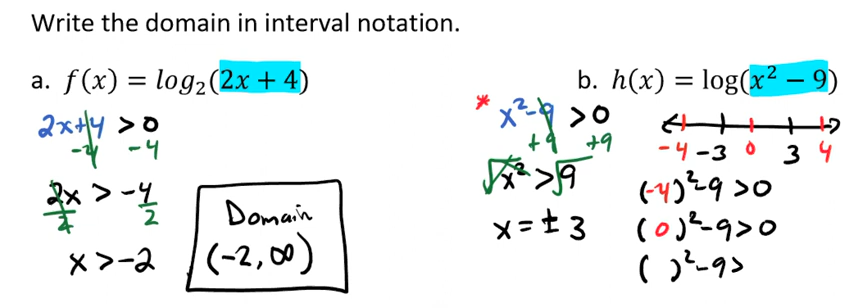 Write the domain in interval notation.
a. f(x) = log₂(2x + 4)
2x+4 > 0
-4 -4
2x > -4
2 2
x > -2
Domain
(-2, ∞)
b. h(x) = log(x² − 9)
* x²-9 > 0
+9 +9
√x² > √9
x = ± 3
-4 -3 0 3 4
(-4)²-9 > 0
(0)²-9 > 0
( )²-9 >